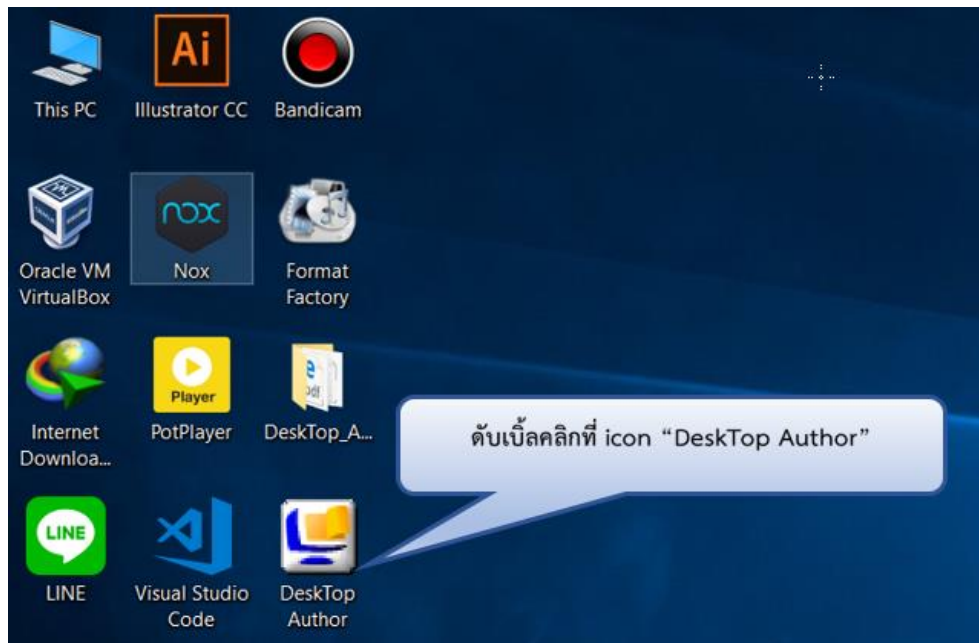 Ai
This PC
Illustrator CC
Bandicam
nox
Oracle VM
VirtualBox
Nox
Format
Factory
Player
e
pdf
Internet
Downloa...
PotPlayer
DeskTop_A...
ดับเบิ้ลคลิกที่ icon “DeskTop Author”
LINE
LINE
Visual Studio
Code
DeskTop
Author